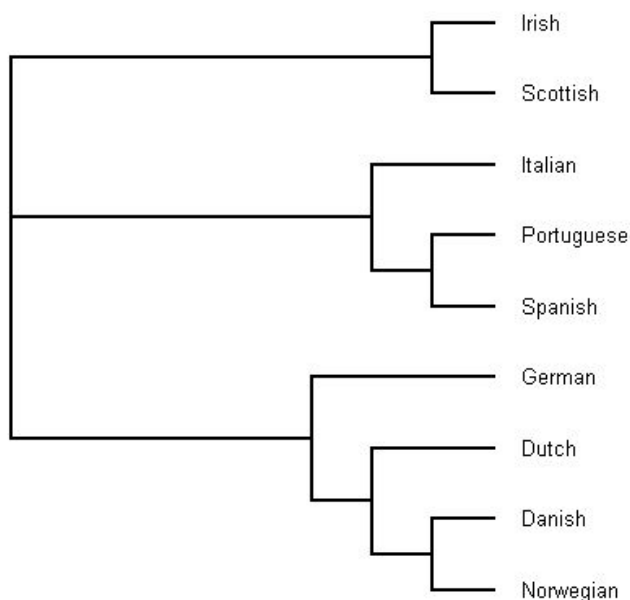 Irish
Scottish
Italian
Portuguese
Spanish
German
Dutch
Danish
Norwegian